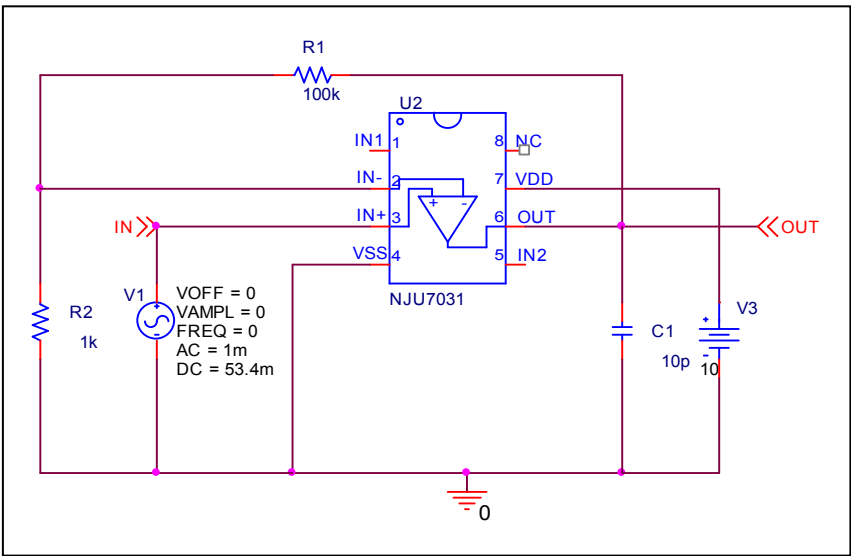 R1
100k
U2
IN1 1
8 NC
IN- 2
7 VDD
IN
IN+ 3
+ -
6 OUT
OUT
VSS 4
5 IN2
NJU7031
V1
+
-
VOFF = 0
VAMPL = 0
FREQ = 0
AC = 1m
DC = 53.4m
R2
1k
C1
10p
V3
+
-
10
0